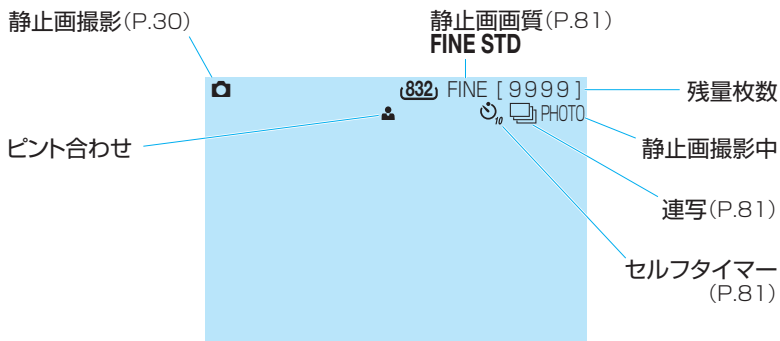 静止画撮影(P.30)
静止画画質(P.81)
FINE STD
832 FINE [9999]
残量枚数
10 PHOTO
ピント合わせ
静止画撮影中
連写(P.81)
セルフタイマー
(P.81)